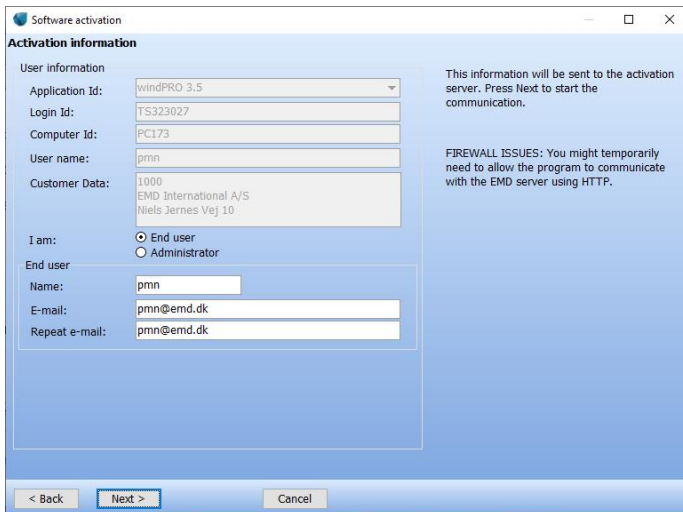 Software activation
Activation information
User information
Application Id:
windPRO 3.5
Login Id:
TS323027
Computer Id:
PC173
User name:
pmn
Customer Data:
1000
EMD International A/S
Niels Jernes Vej 10
I am:
End user
Administrator
End user
Name:
pmn
E-mail:
pmn@emd.dk
Repeat e-mail:
pmn@emd.dk
This information will be sent to the activation
server. Press Next to start the
communication.
FIREWALL ISSUES: You might temporarily
need to allow the program to communicate
with the EMD server using HTTP.
< Back
Next >
Cancel